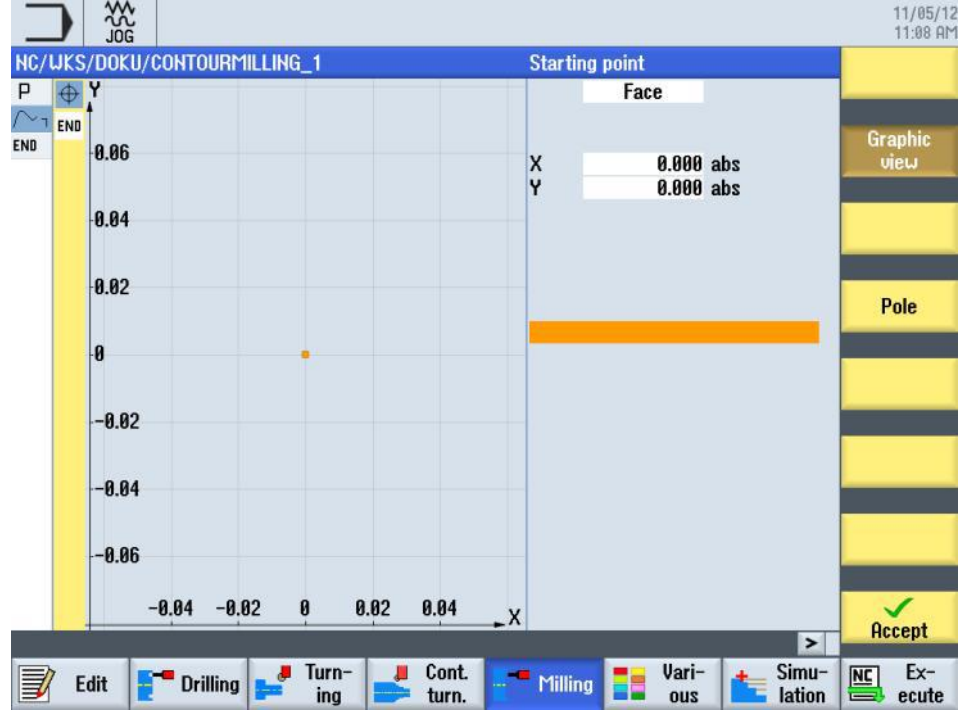 11/05/12
11:08 AM
JOG
NC/WKS/DOKU/CONTOURMILLING_1
Starting point
P
END
END
Y
0.06
0.04
0.02
0
-0.02
-0.04
-0.06
-0.04 -0.02 0 0.02 0.04
X
Face
X 0.000 abs
Y 0.000 abs
Graphic
view
Pole
Accept
>
Edit
Drilling
Turn-
ing
Cont.
turn.
Milling
Vari-
ous
Simu-
lation
NC
Ex-
ecute